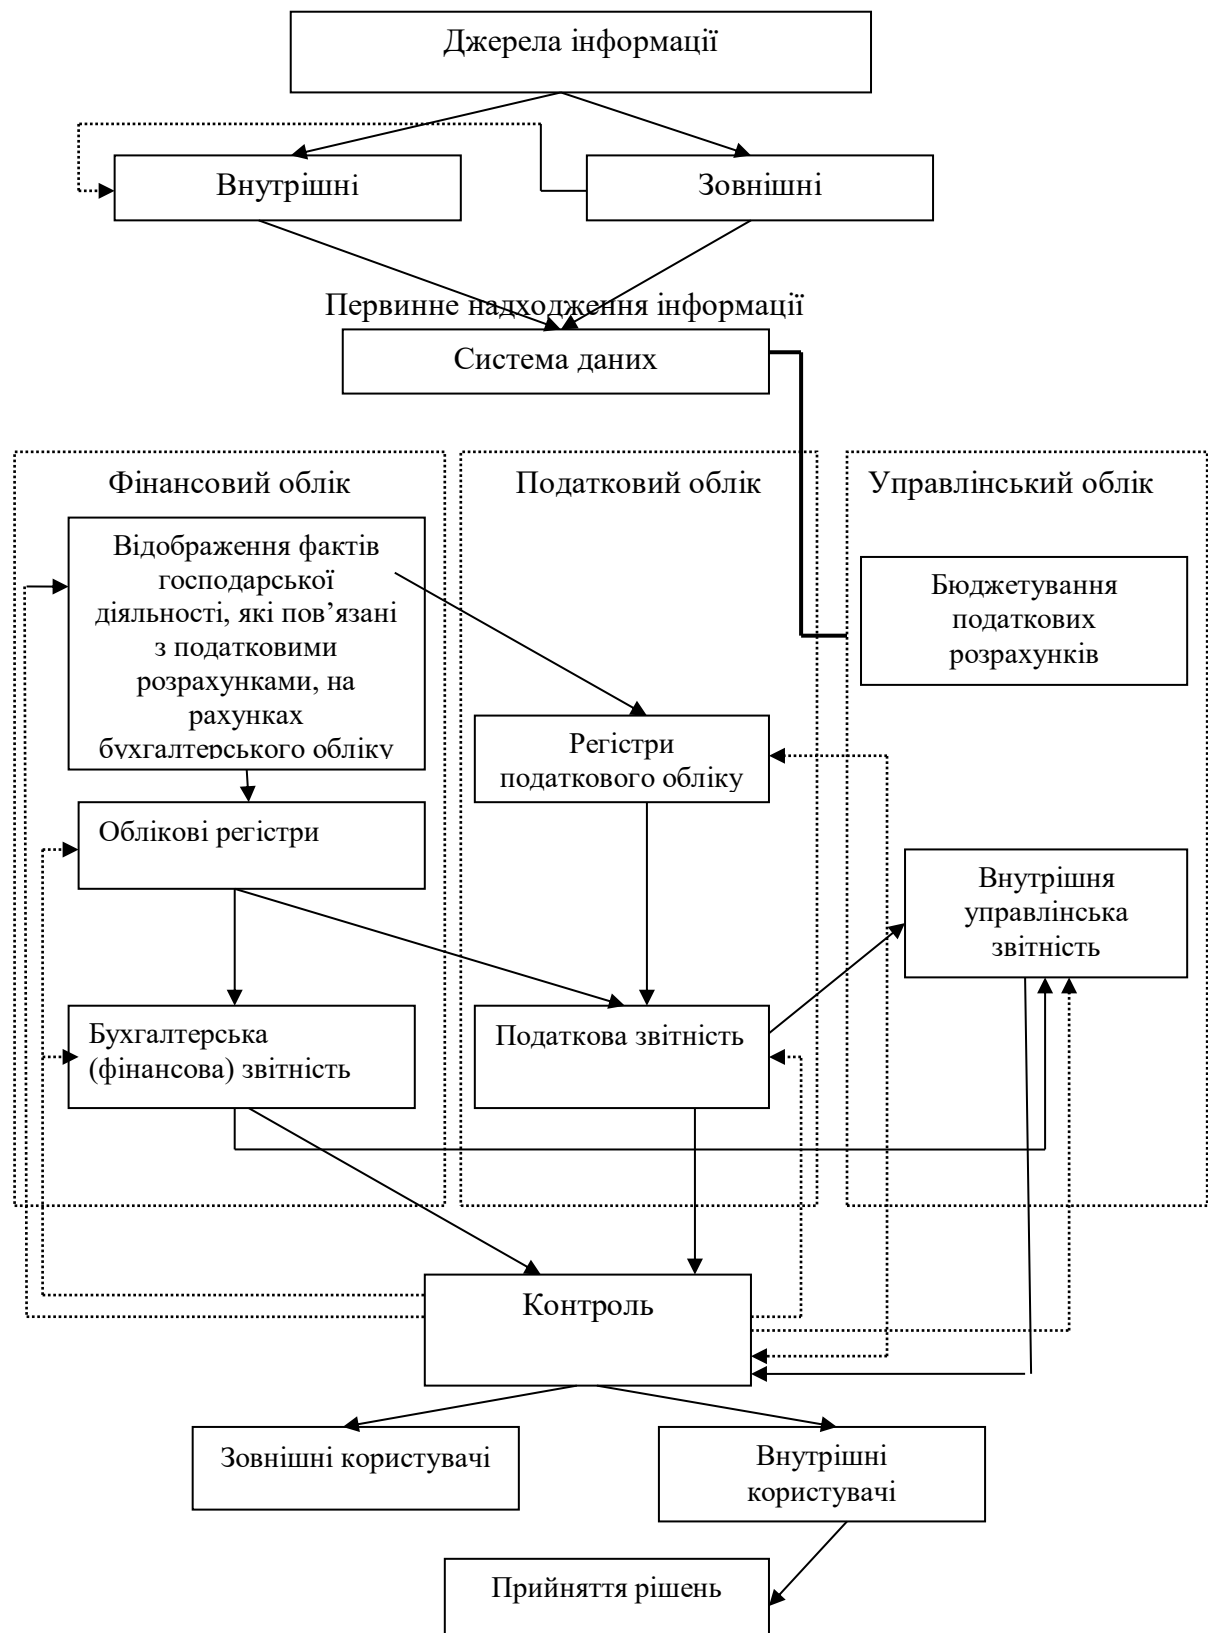 Джерела інформації
Внутрішні
Зовнішні
Первинне надходження інформації
Система даних
Фінансовий облік
Податковий облік
Управлінський облік
Відображення фактів
господарської
діяльності, які пов’язані
з податковими
розрахунками, на
рахунках
бухгалтерського обліку
Бюджетування
податкових
розрахунків
Регістри
податкового обліку
Облікові регістри
Внутрішня
управлінська
звітність
Бухгалтерська
(фінансова) звітність
Податкова звітність
Контроль
Зовнішні користувачі
Внутрішні
користувачі
Прийняття рішень